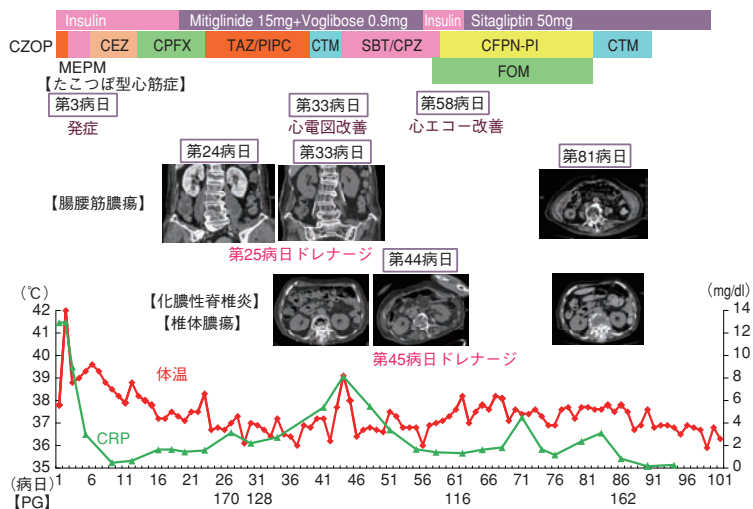 Insulin Mitiglinide 15mg+Voglibose 0.9mg Insulin Sitagliptin 50mg
CZOP CEZ CPFX TAZ/PIPC CTM SBT/CPZ CFPN-PI CTM
MEPM FOM
【たこつぼ型心筋症】
第3病日 第33病日 第58病日
発症 心電図改善 心エコー改善
第24病日 第33病日 第81病日
【腸腰筋膿瘍】
第25病日ドレナージ
第44病日
【化膿性脊椎炎】
【椎体膿瘍】
第45病日ドレナージ
(℃) (mg/dl)
42 14
41 12
40 10
39 8
38 6
37 4
36 2
35 0
体温
CRP
(病日) 1 6 11 16 21 26 31 36 41 46 51 56 61 66 71 76 81 86 91 96 101
[PG] 170 128 116 162